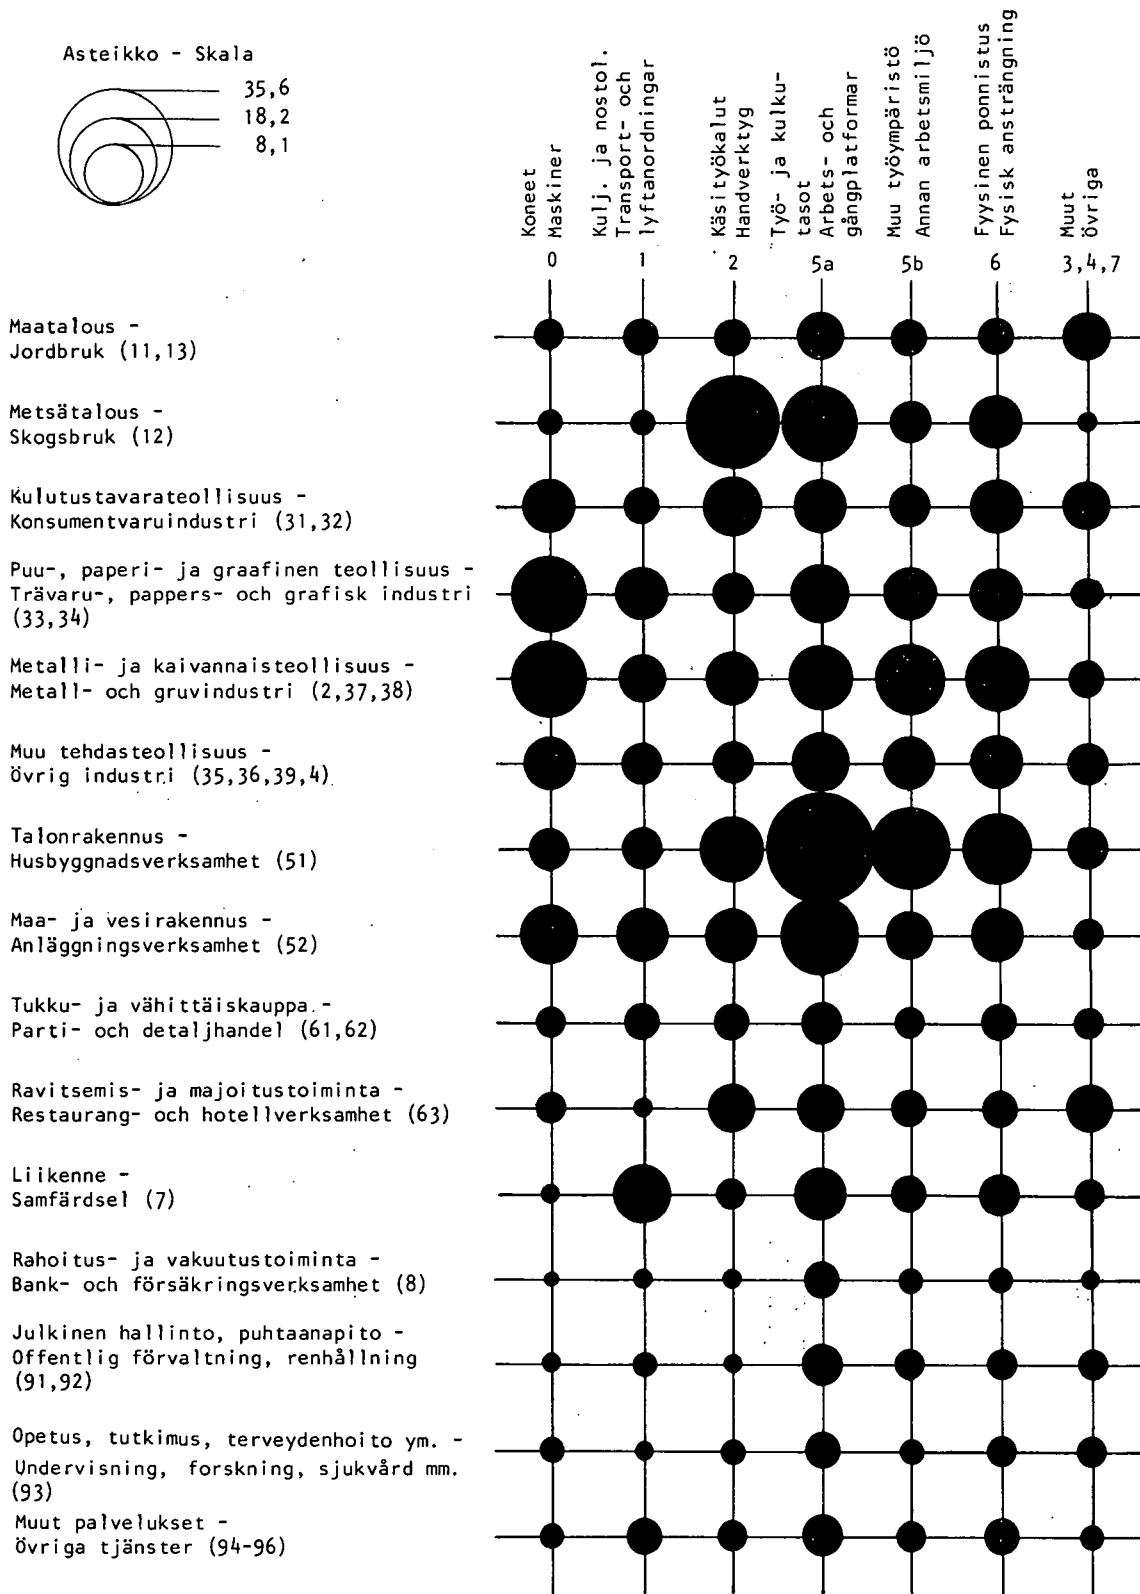 Asteikko - Skala
35,6
18,2
8,1
Koneet
Maskiner
0
Kulj. ja nostol.
Transport- och
lyftanordningar
1
Käsityökalut
Handverktyg
2
Työ- ja kulku-
tasot
Arbets- och
gångplatformar
5a
Muu työympäristö
Annan arbetsmiljö
5b
Fyysinen ponnistus
Fysisk ansträngning
6
Muut
Övriga
3,4,7
Maatalous -
Jordbruk (11,13)
Metsätalous -
Skogsbruk (12)
Kulutustavarateollisuus -
Konsumentvaruindustri (31,32)
Puu-, paperi- ja graafinen teollisuus -
Trävaru-, pappers- och grafisk industri
(33,34)
Metalli- ja kaivannaisteollisuus -
Metall- och gruvindustri (2,37,38)
Muu tehdasteollisuus -
Övrig industri (35,36,39,4)
Talonrakennus -
Husbyggnadsverksamhet (51)
Maa- ja vesirakennus -
Anläggningsverksamhet (52)
Tukku- ja vähittäiskauppa -
Parti- och detaljhandel (61,62)
Ravitsemis- ja majoitustoiminta -
Restaurang- och hotellverksamhet (63)
Liikenne -
Samfärdsel (7)
Rahoitus- ja vakuutustoiminta -
Bank- och försäkringsverksamhet (8)
Julkinen hallinto, puhtaanapito -
Offentlig förvaltning, renhållning
(91,92)
Opetus, tutkimus, terveydenhoito ym. -
Undervisning, forskning, sjukvård mm.
(93)
Muut palvelukset -
Övriga tjänster (94-96)